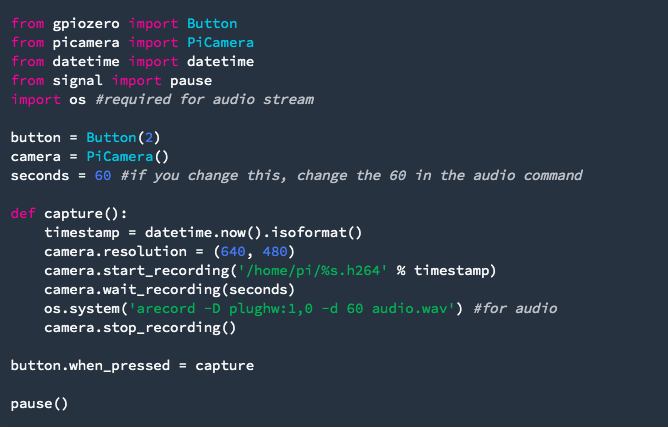 from gpiozero import Button
from picamera import PiCamera
from datetime import datetime
from signal import pause
import os #required for audio stream

button = Button(2)
camera = PiCamera()
seconds = 60 #if you change this, change the 60 in the audio command

def capture():
    timestamp = datetime.now().isoformat()
    camera.resolution = (640, 480)
    camera.start_recording('/home/pi/%s.h264' % timestamp)
    camera.wait_recording(seconds)
    os.system('arecord -D plughw:1,0 -d 60 audio.wav') #for audio
    camera.stop_recording()

button.when_pressed = capture

pause()